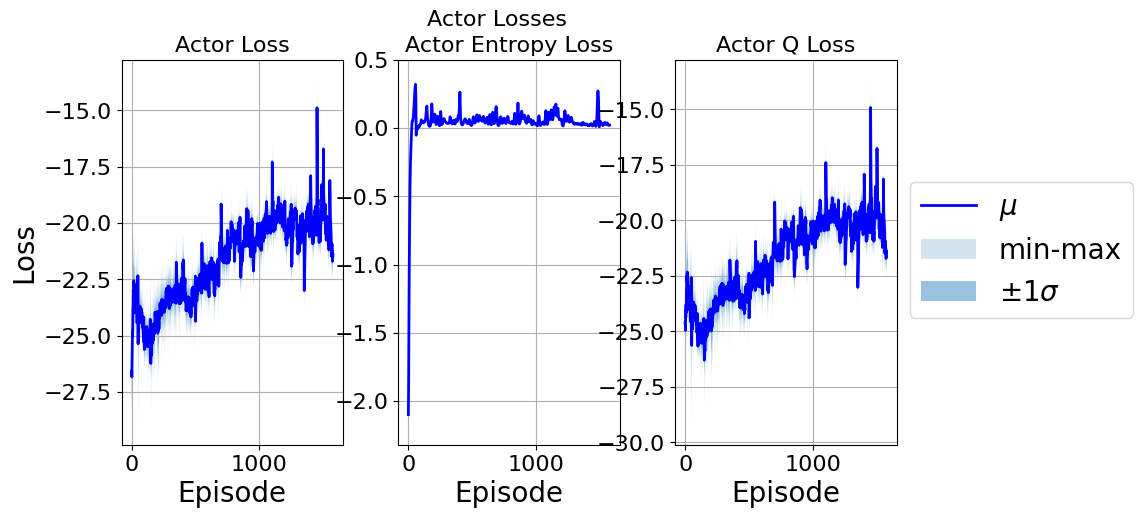 Actor Losses
Actor Loss
Actor Entropy Loss
Actor Q Loss
Loss
−15.0
−17.5
−20.0
−22.5
−25.0
−27.5
0
1000
Episode
0.5
0.0
−0.5
−1.0
−1.5
−2.0
0
1000
Episode
−15.0
−17.5
−20.0
−22.5
−25.0
−27.5
−30.0
0
1000
Episode
μ
min-max
±1σ